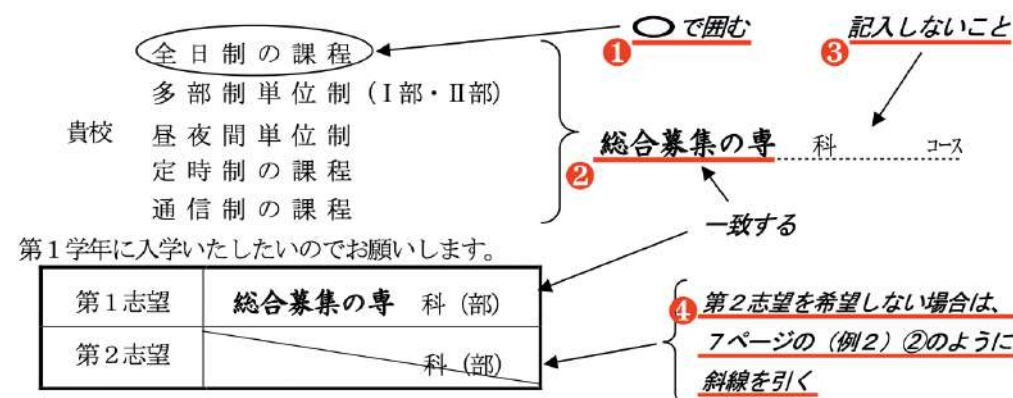 ❶ ○で囲む
❸ 記入しないこと
全日制の課程
多部制単位制(Ⅰ部・Ⅱ部)
貴校 昼夜間単位制
定時制の課程
通信制の課程
❷ 総合募集の専 科 コース
一致する
第1学年に入学いたしたいのでお願いします。
第1志望 総合募集の専 科(部)
第2志望 科(部)
❹ 第2志望を希望しない場合は、
7ページの(例2)②のように
斜線を引く